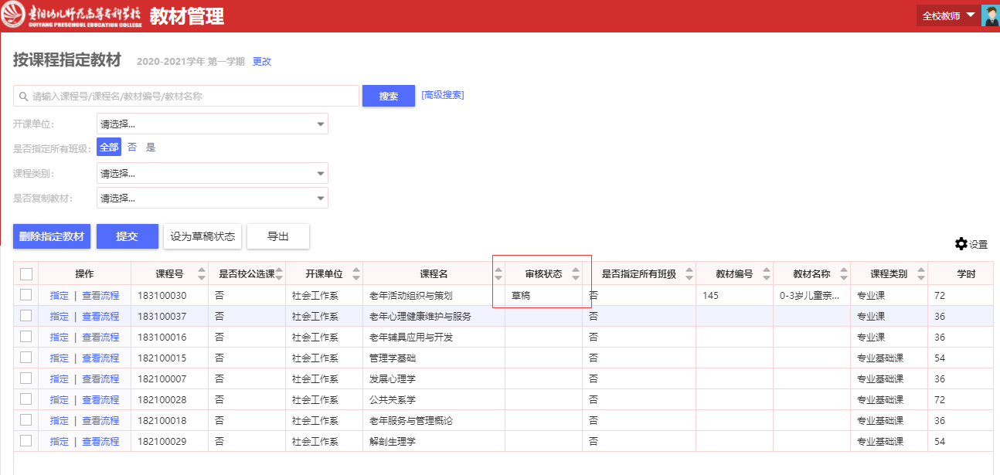 贵阳幼儿师范高等专科学校 教材管理 全校教师
GUIYANG PRESCHOOL EDUCATION COLLEGE
按课程指定教材 2020-2021学年 第一学期 更改
请输入课程号/课程名/教材编号/教材名称 搜索 [高级搜索]
开课单位: 请选择...
是否指定所有班级: 全部 否 是
课程类别: 请选择...
是否复制教材: 请选择...
删除指定教材 提交 设为草稿状态 导出 设置
操作 课程号 是否校公选课 开课单位 课程名 审核状态 是否指定所有班级 教材编号 教材名称 课程类别 学时
指定 | 查看流程 183100030 否 社会工作系 老年活动组织与策划 草稿 否 145 0-3岁儿童亲... 专业课 72
指定 | 查看流程 183100037 否 社会工作系 老年心理健康维护与服务 否 专业课 36
指定 | 查看流程 183100016 否 社会工作系 老年辅具应用与开发 否 专业课 36
指定 | 查看流程 182100015 否 社会工作系 管理学基础 否 专业基础课 54
指定 | 查看流程 182100007 否 社会工作系 发展心理学 否 专业基础课 36
指定 | 查看流程 182100028 否 社会工作系 公共关系学 否 专业基础课 72
指定 | 查看流程 182100018 否 社会工作系 老年服务与管理概论 否 专业基础课 36
指定 | 查看流程 182100029 否 社会工作系 解剖生理学 否 专业基础课 54